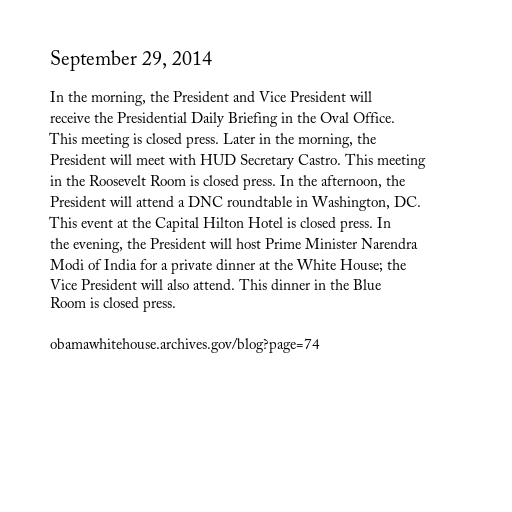 September 29, 2014
In the morning, the President and Vice President will
receive the Presidential Daily Briefing in the Oval Office.
This meeting is closed press. Later in the morning, the
President will meet with HUD Secretary Castro. This meeting
in the Roosevelt Room is closed press. In the afternoon, the
President will attend a DNC roundtable in Washington, DC.
This event at the Capital Hilton Hotel is closed press. In
the evening, the President will host Prime Minister Narendra
Modi of India for a private dinner at the White House; the
Vice President will also attend. This dinner in the Blue
Room is closed press.
obamawhitehouse.archives.gov/blog?page=74